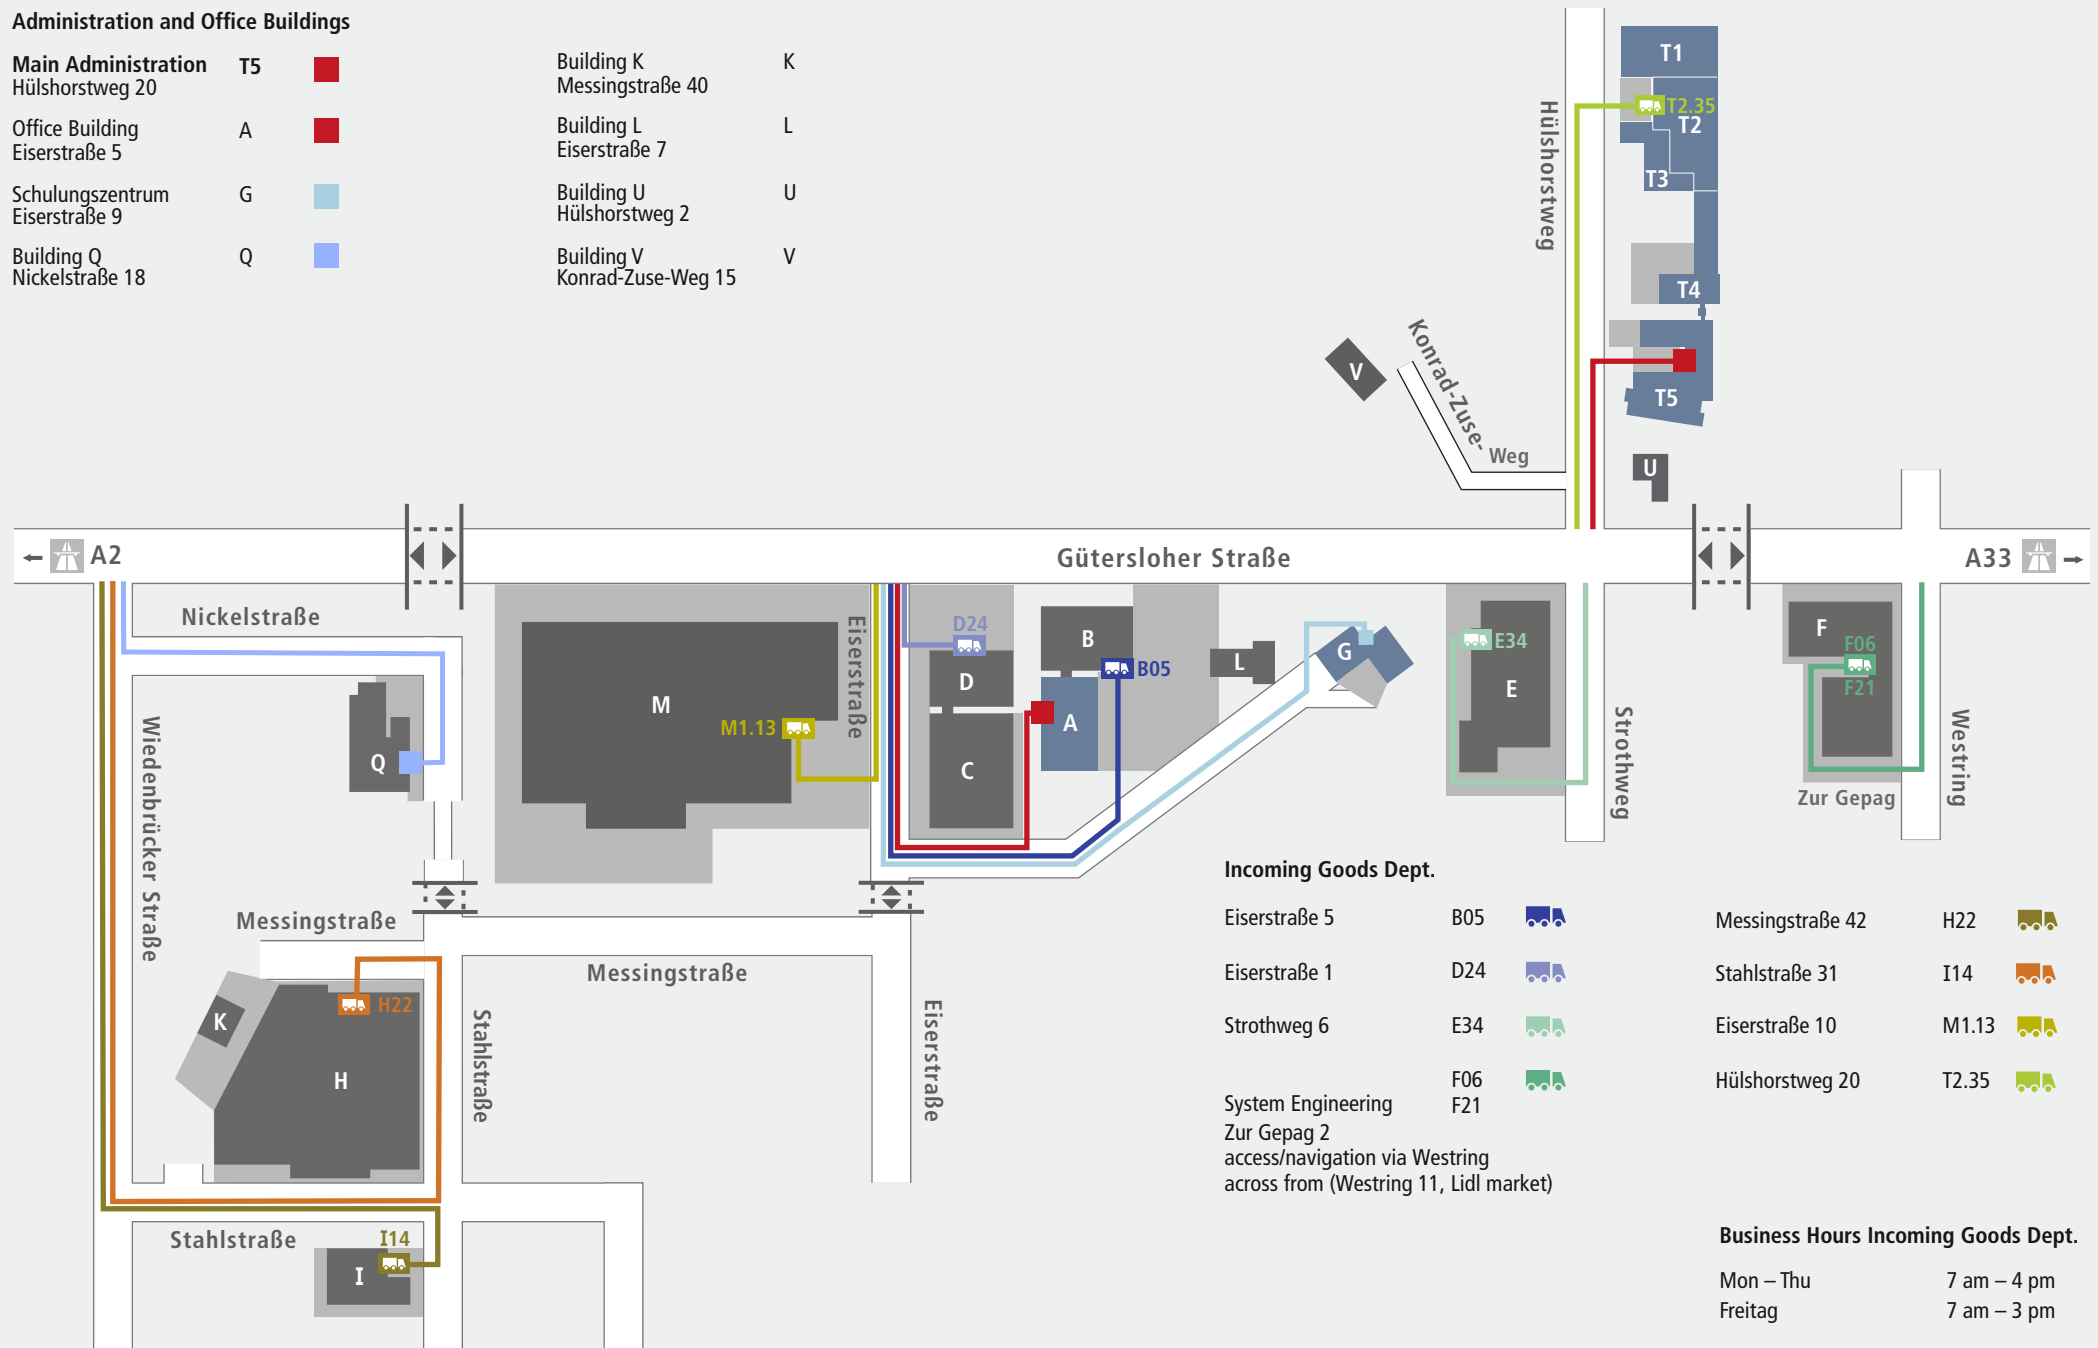 Administration and Office Buildings
Main Administration T5
Hülshorstweg 20
Office Building A
Eiserstraße 5
Schulungszentrum G
Eiserstraße 9
Building Q Q
Nickelstraße 18
Building K K
Messingstraße 40
Building L L
Eiserstraße 7
Building U U
Hülshorstweg 2
Building V V
Konrad-Zuse-Weg 15
T1
T2.35
T2
T3
Hülshorstweg
T4
T5
Konrad-Zuse-
Weg
V
U
A2
Gütersloher Straße
A33
Nickelstraße
Wiedenbrücker Straße
Q
M
M1.13
Eiserstraße
D24
D
C
B
B05
A
L
G
E34
E
Strothweg
F
F06
F21
Westring
Zur Gepag
Messingstraße
Messingstraße
K
H22
H
Stahlstraße
Eiserstraße
Stahlstraße
I14
I
Incoming Goods Dept.
Eiserstraße 5 B05
Eiserstraße 1 D24
Strothweg 6 E34
F06
System Engineering F21
Zur Gepag 2
access/navigation via Westring
across from (Westring 11, Lidl market)
Messingstraße 42 H22
Stahlstraße 31 I14
Eiserstraße 10 M1.13
Hülshorstweg 20 T2.35
Business Hours Incoming Goods Dept.
Mon – Thu 7 am – 4 pm
Freitag 7 am – 3 pm